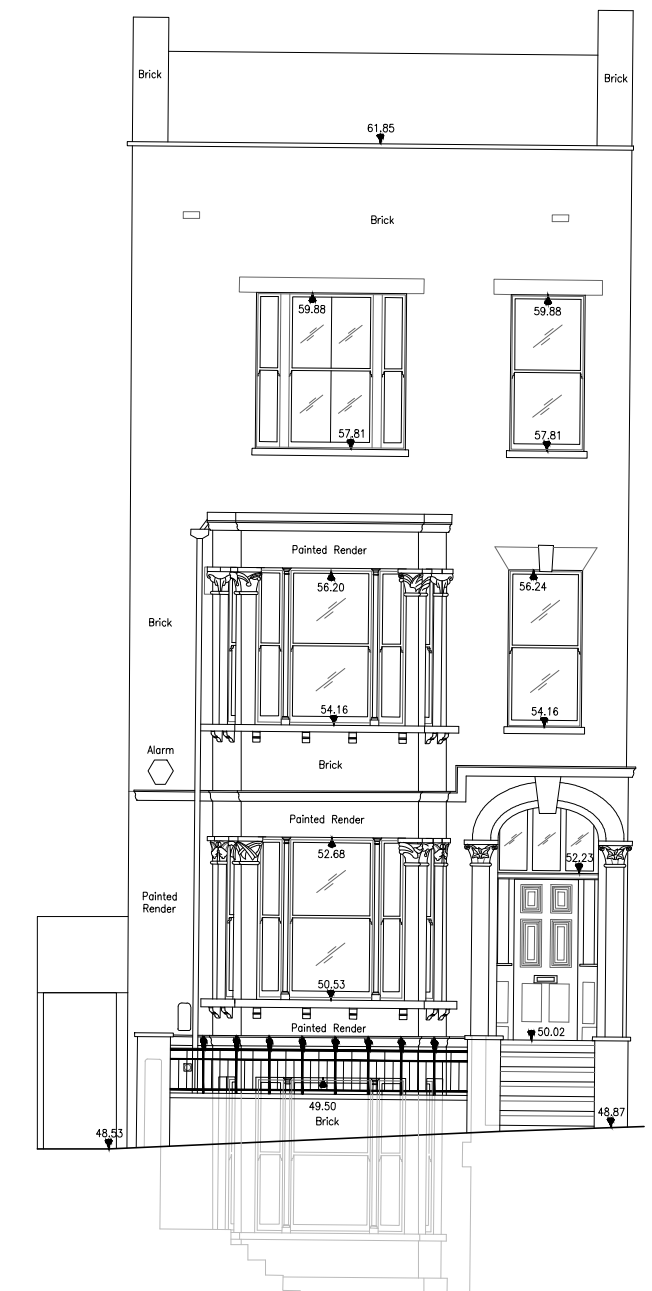 Brick
Brick
61.85
Brick
59.88
59.88
57.81
57.81
Painted Render
56.20
56.24
Brick
54.16
54.16
Alarm
Brick
Painted Render
52.68
52.23
Painted
Render
50.53
Painted Render
50.02
49.50
Brick
48.87
48.53